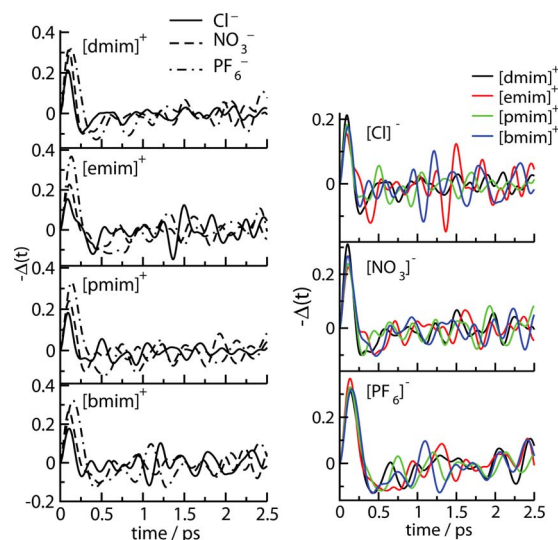 Cl⁻
NO₃⁻
PF₆⁻
[dmim]⁺
0.4
0.2
0
[emim]⁺
0.4
0.2
0
[pmim]⁺
0.4
0.2
0
[bmim]⁺
0.4
0.2
0
-0.2
-Δ(t)
0 0.5 1 1.5 2 2.5
time / ps
[dmim]⁺
[emim]⁺
[pmim]⁺
[bmim]⁺
[Cl]⁻
0.2
0
[NO₃]⁻
0.2
0
[PF₆]⁻
0.2
0
-Δ(t)
0 0.5 1 1.5 2 2.5
time / ps